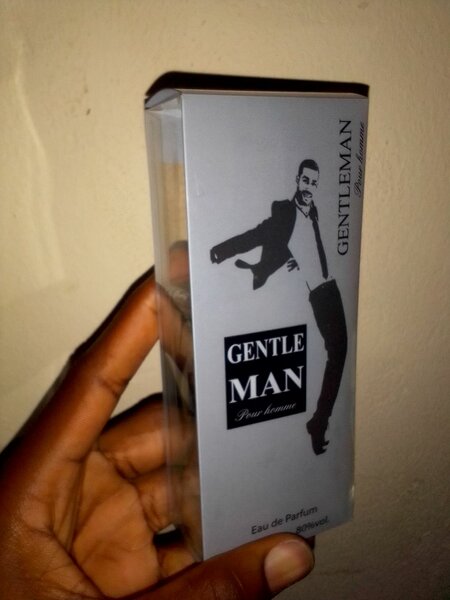 GENTLEMAN
Pour homme
GENTLE
MAN
Pour homme
Eau de Parfum
80%vol.